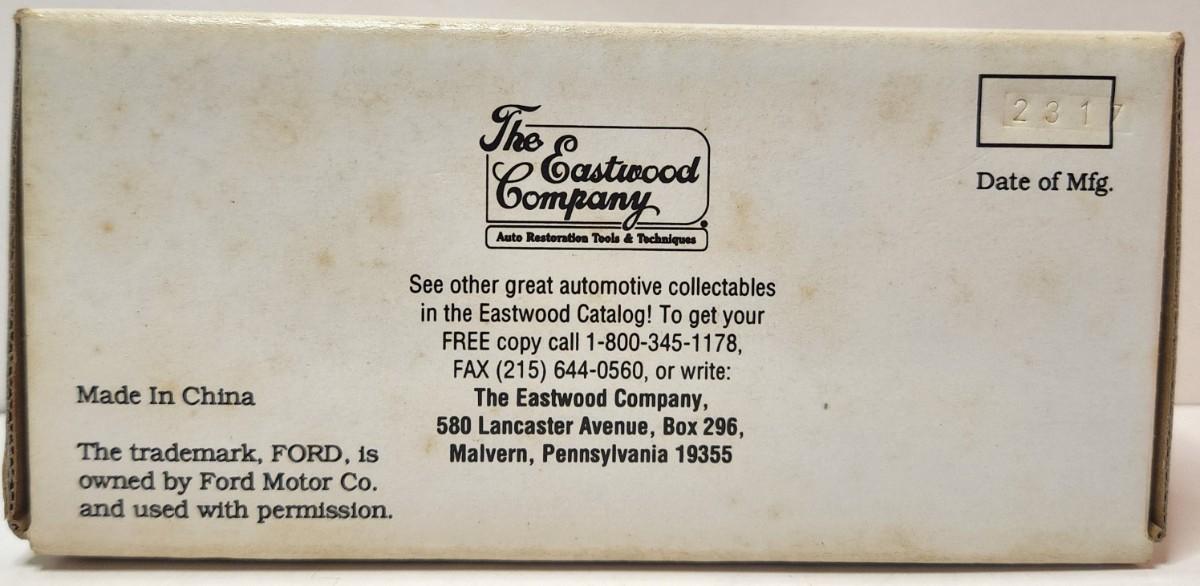 The
Eastwood
Company
Auto Restoration Tools & Techniques
2317
Date of Mfg.
See other great automotive collectables
in the Eastwood Catalog! To get your
FREE copy call 1-800-345-1178,
FAX (215) 644-0560, or write:
The Eastwood Company,
580 Lancaster Avenue, Box 296,
Malvern, Pennsylvania 19355
Made In China
The trademark, FORD, is
owned by Ford Motor Co.
and used with permission.